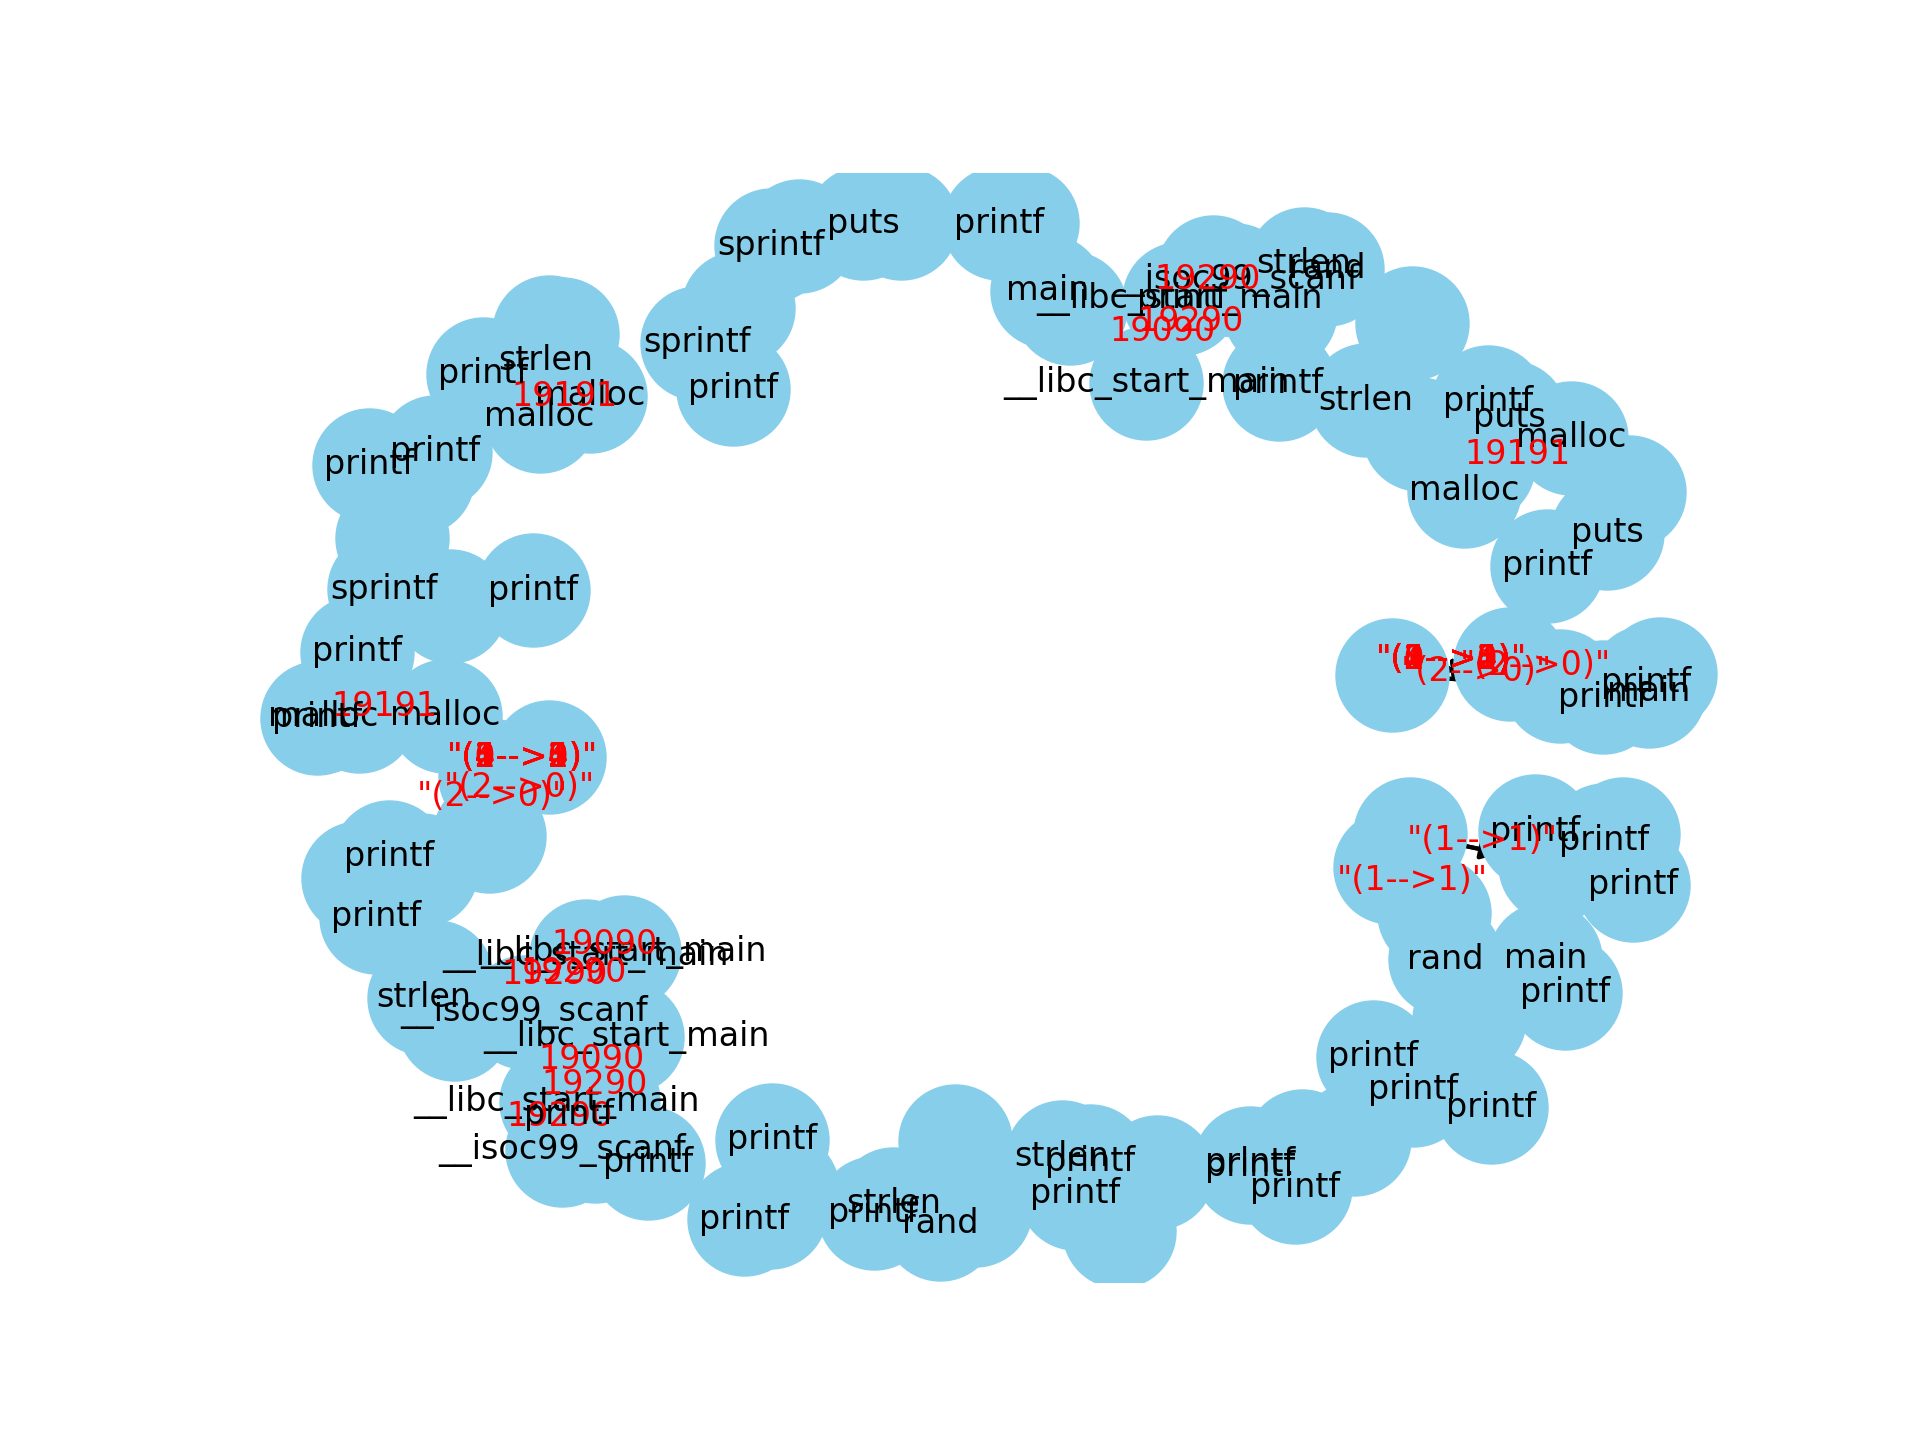 puts
printf
sprintf
strlen
rand
__isoc99_scanf
19290
main
__libc_start_main
printf
19290
19090
sprintf
strlen
printf
19191
malloc
malloc
printf
__libc_start_main
printf
strlen
printf
puts
malloc
19191
malloc
printf
printf
puts
printf
sprintf
printf
printf
"(2-->0)"
"(2-->0)"
printf
main
printf
19191
malloc
malloc
printf
"(2-->0)"
"(2-->0)"
printf
"(1-->1)"
printf
"(1-->1)"
printf
printf
printf
19090
__libc_start_main
__libc_start_main
19290
19290
rand
main
strlen
printf
__isoc99_scanf
__libc_start_main
19090
19290
printf
printf
printf
__libc_start_main
printf
19290
__isoc99_scanf
printf
printf
strlen
printf
printf
printf
printf
printf
printf
strlen
printf
rand